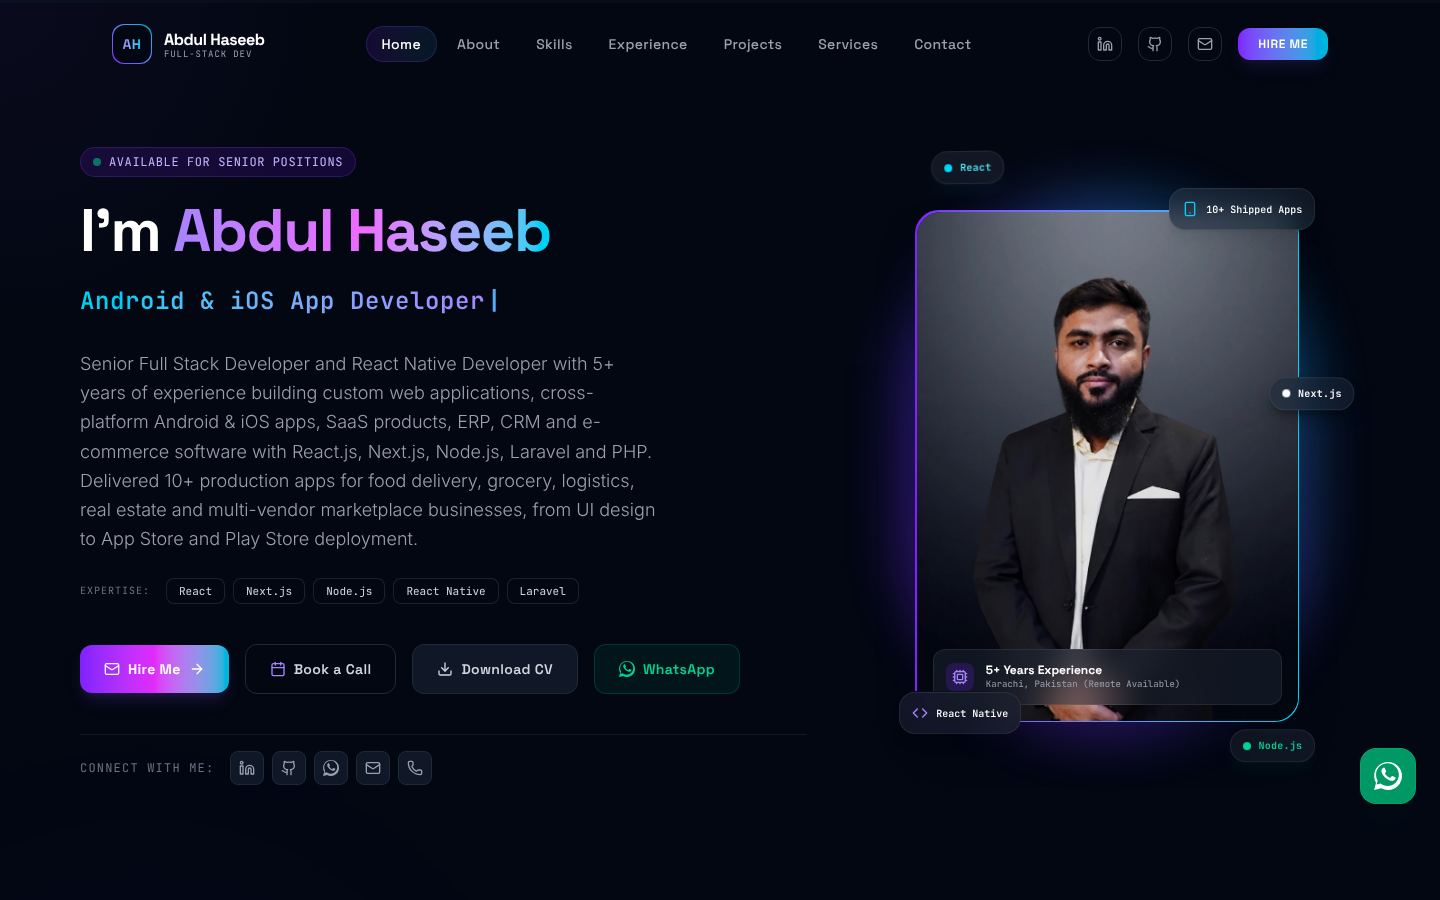 AH
Abdul Haseeb
FULL-STACK DEV
Home
About
Skills
Experience
Projects
Services
Contact
HIRE ME
AVAILABLE FOR SENIOR POSITIONS
I'm Abdul Haseeb
Android & iOS App Developer|
Senior Full Stack Developer and React Native Developer with 5+
years of experience building custom web applications, cross-
platform Android & iOS apps, SaaS products, ERP, CRM and e-
commerce software with React.js, Next.js, Node.js, Laravel and PHP.
Delivered 10+ production apps for food delivery, grocery, logistics,
real estate and multi-vendor marketplace businesses, from UI design
to App Store and Play Store deployment.
EXPERTISE:
React
Next.js
Node.js
React Native
Laravel
Hire Me
Book a Call
Download CV
WhatsApp
CONNECT WITH ME:
React
10+ Shipped Apps
Next.js
5+ Years Experience
Karachi, Pakistan (Remote Available)
React Native
Node.js